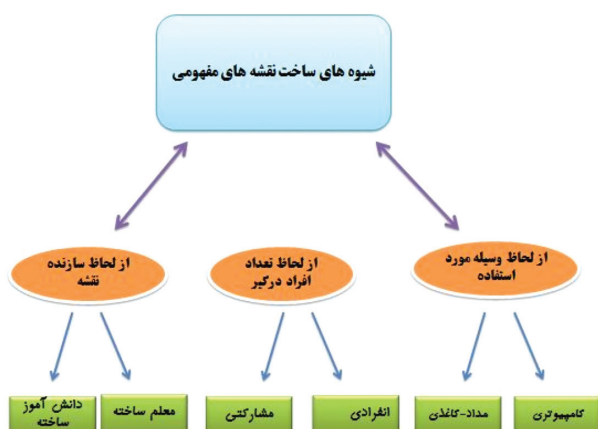 شیوه های ساخت نقشه های مفهومی
از لحاظ وسیله مورد
استفاده
از لحاظ تعداد
افراد درگیر
از لحاظ سازنده
نقشه
کامپیوتری
مداد-کاغذی
انفرادی
مشارکتی
معلم ساخته
دانش آموز
ساخته